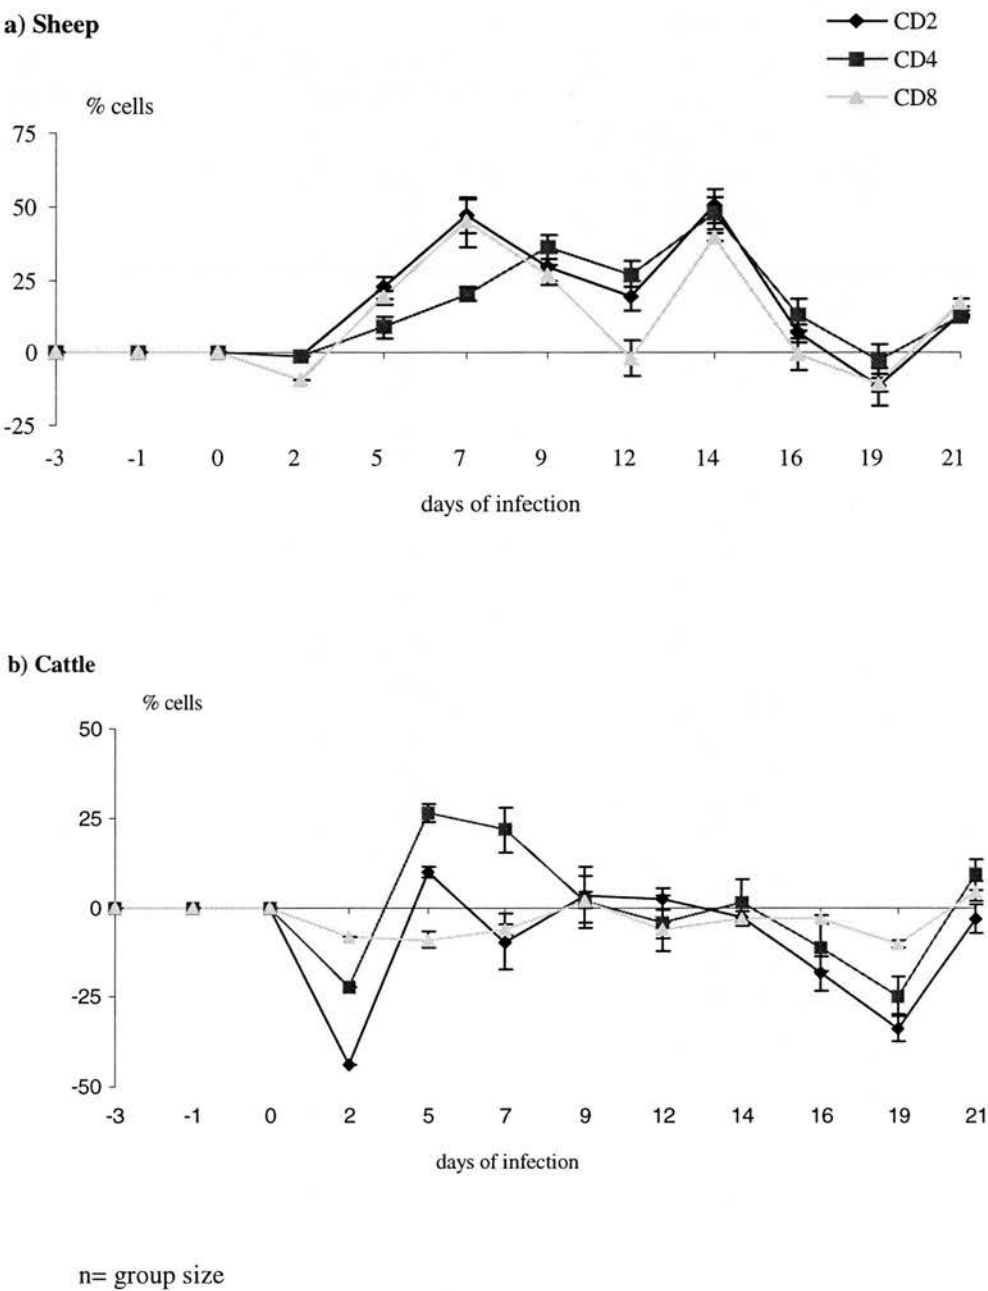 a) Sheep
CD2
CD4
CD8
% cells
75
50
25
0
-25
-3 -1 0 2 5 7 9 12 14 16 19 21
days of infection
b) Cattle
% cells
50
25
0
-25
-50
-3 -1 0 2 5 7 9 12 14 16 19 21
days of infection
n= group size